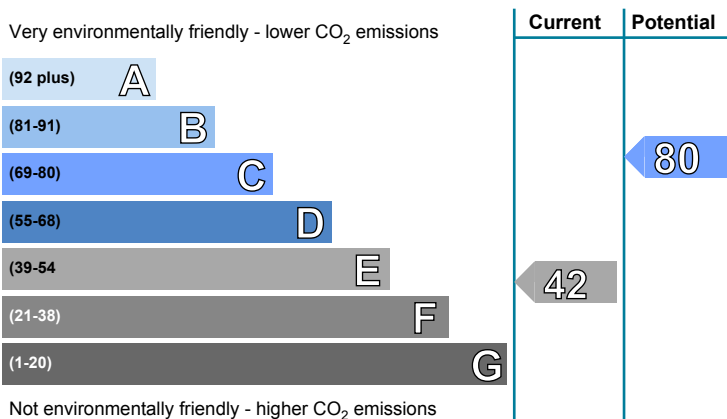 Very environmentally friendly - lower CO2 emissions
Current
Potential
(92 plus) A
(81-91) B
(69-80) C
(55-68) D
(39-54 E
(21-38) F
(1-20) G
80
42
Not environmentally friendly - higher CO2 emissions